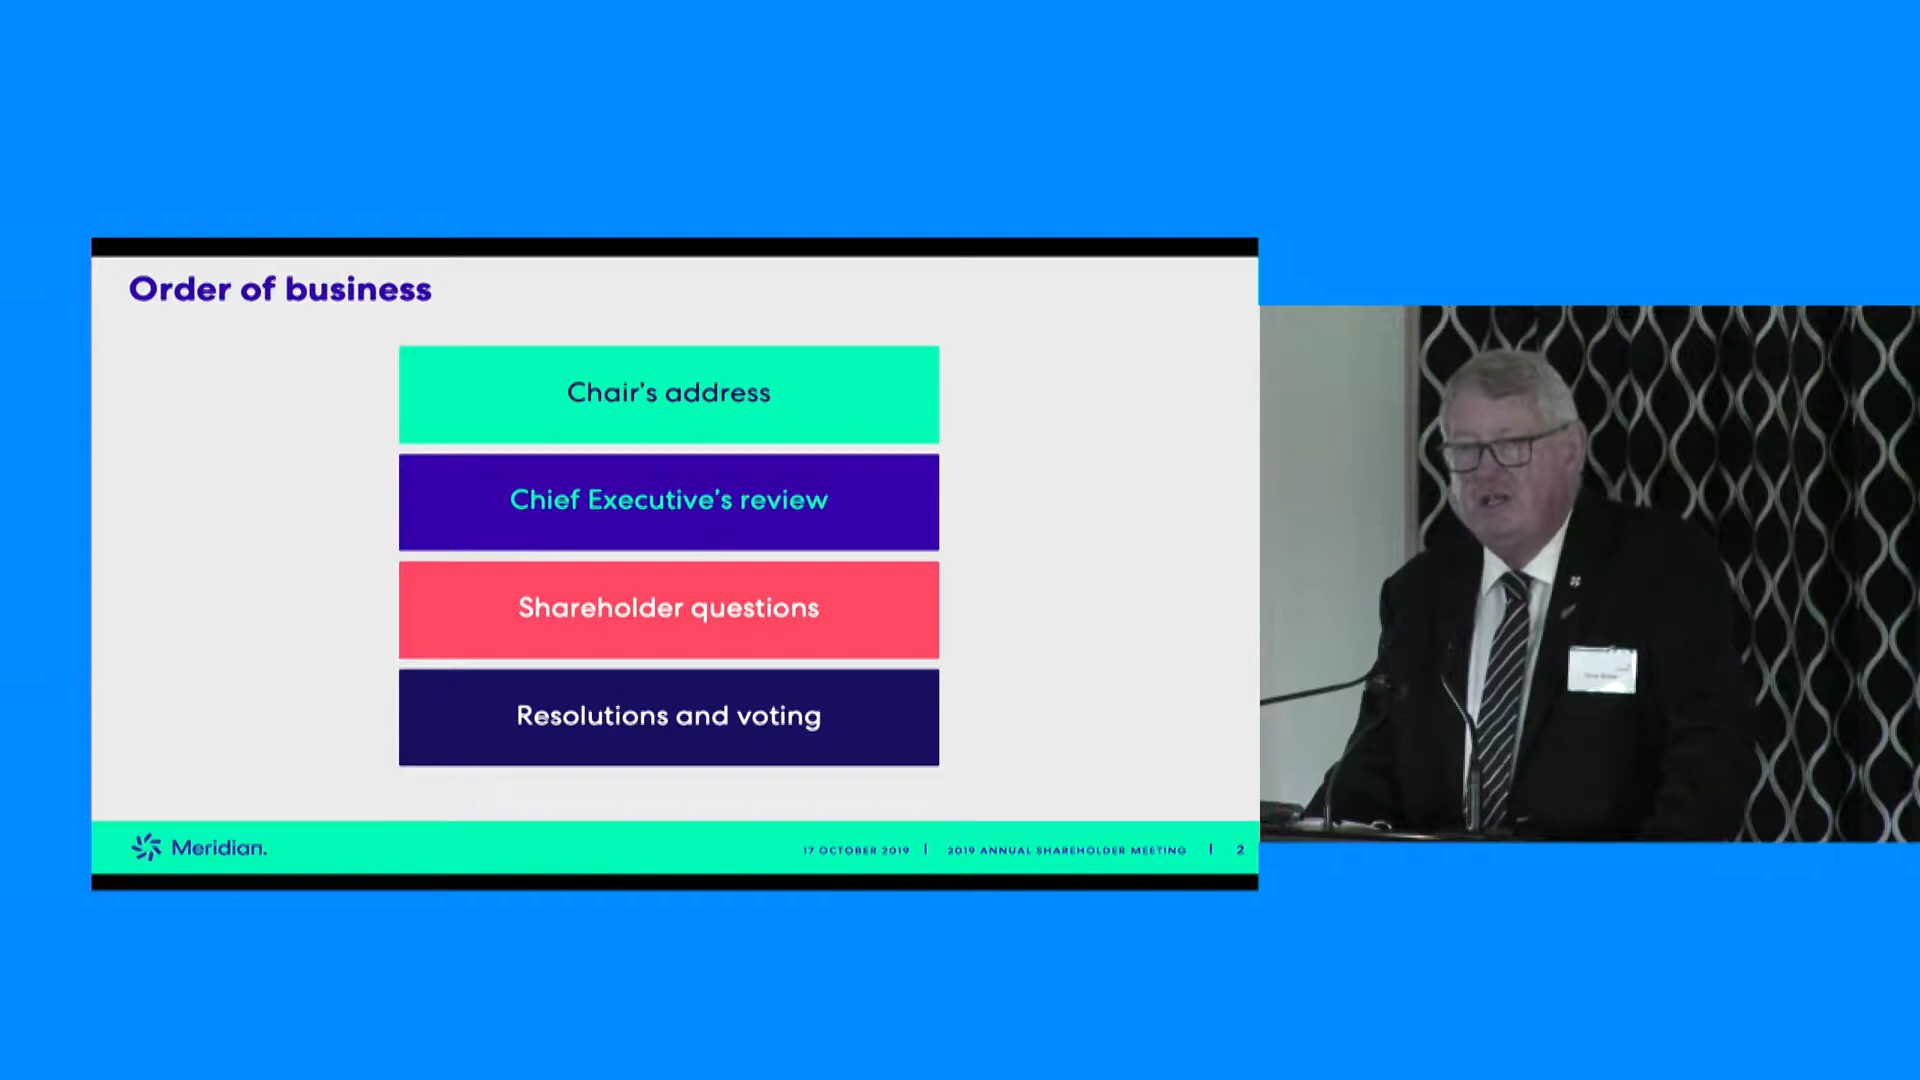 Order of business
Chair's address
Chief Executive's review
Shareholder questions
Resolutions and voting
Meridian.
17 OCTOBER 2019 | 2019 ANNUAL SHAREHOLDER MEETING | 2